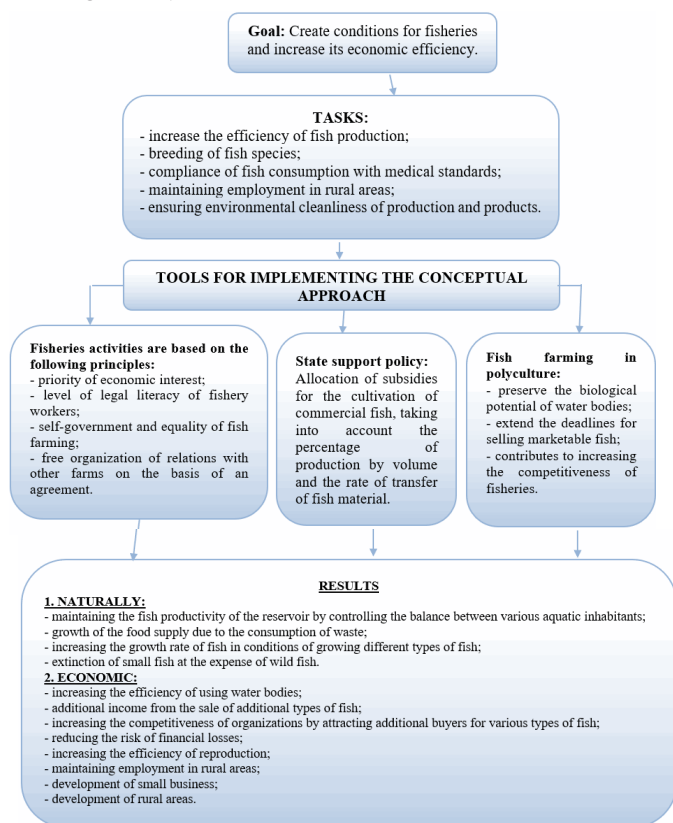 Goal: Create conditions for fisheries
and increase its economic efficiency.
TASKS:
- increase the efficiency of fish production;
- breeding of fish species;
- compliance of fish consumption with medical standards;
- maintaining employment in rural areas;
- ensuring environmental cleanliness of production and products.
TOOLS FOR IMPLEMENTING THE CONCEPTUAL
APPROACH
Fisheries activities are based on the
following principles:
- priority of economic interest;
- level of legal literacy of fishery
workers;
- self-government and equality of fish
farming;
- free organization of relations with
other farms on the basis of an
agreement.
State support policy:
Allocation of subsidies
for the cultivation of
commercial fish, taking
into account the
percentage of
production by volume
and the rate of transfer
of fish material.
Fish farming in
polyculture:
- preserve the biological
potential of water bodies;
- extend the deadlines for
selling marketable fish;
- contributes to increasing
the competitiveness of
fisheries.
RESULTS
1. NATURALLY:
- maintaining the fish productivity of the reservoir by controlling the balance between various aquatic inhabitants;
- growth of the food supply due to the consumption of waste;
- increasing the growth rate of fish in conditions of growing different types of fish;
- extinction of small fish at the expense of wild fish.
2. ECONOMIC:
- increasing the efficiency of using water bodies;
- additional income from the sale of additional types of fish;
- increasing the competitiveness of organizations by attracting additional buyers for various types of fish;
- reducing the risk of financial losses;
- increasing the efficiency of reproduction;
- maintaining employment in rural areas;
- development of small business;
- development of rural areas.